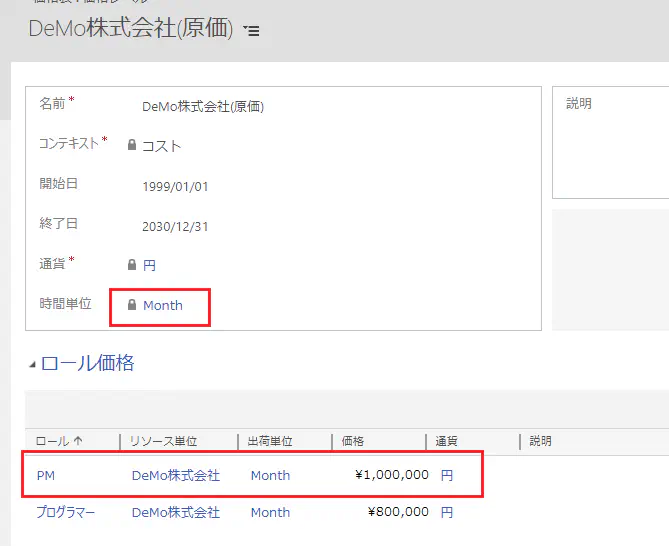 DeMo株式会社(原価)
名前*
DeMo株式会社(原価)
説明
コンテキスト*
コスト
開始日
1999/01/01
終了日
2030/12/31
通貨*
円
時間単位
Month
ロール価格
ロール↑ リソース単位 出荷単位 価格 通貨 説明
PM DeMo株式会社 Month ¥1,000,000 円
プログラマー DeMo株式会社 Month ¥800,000 円